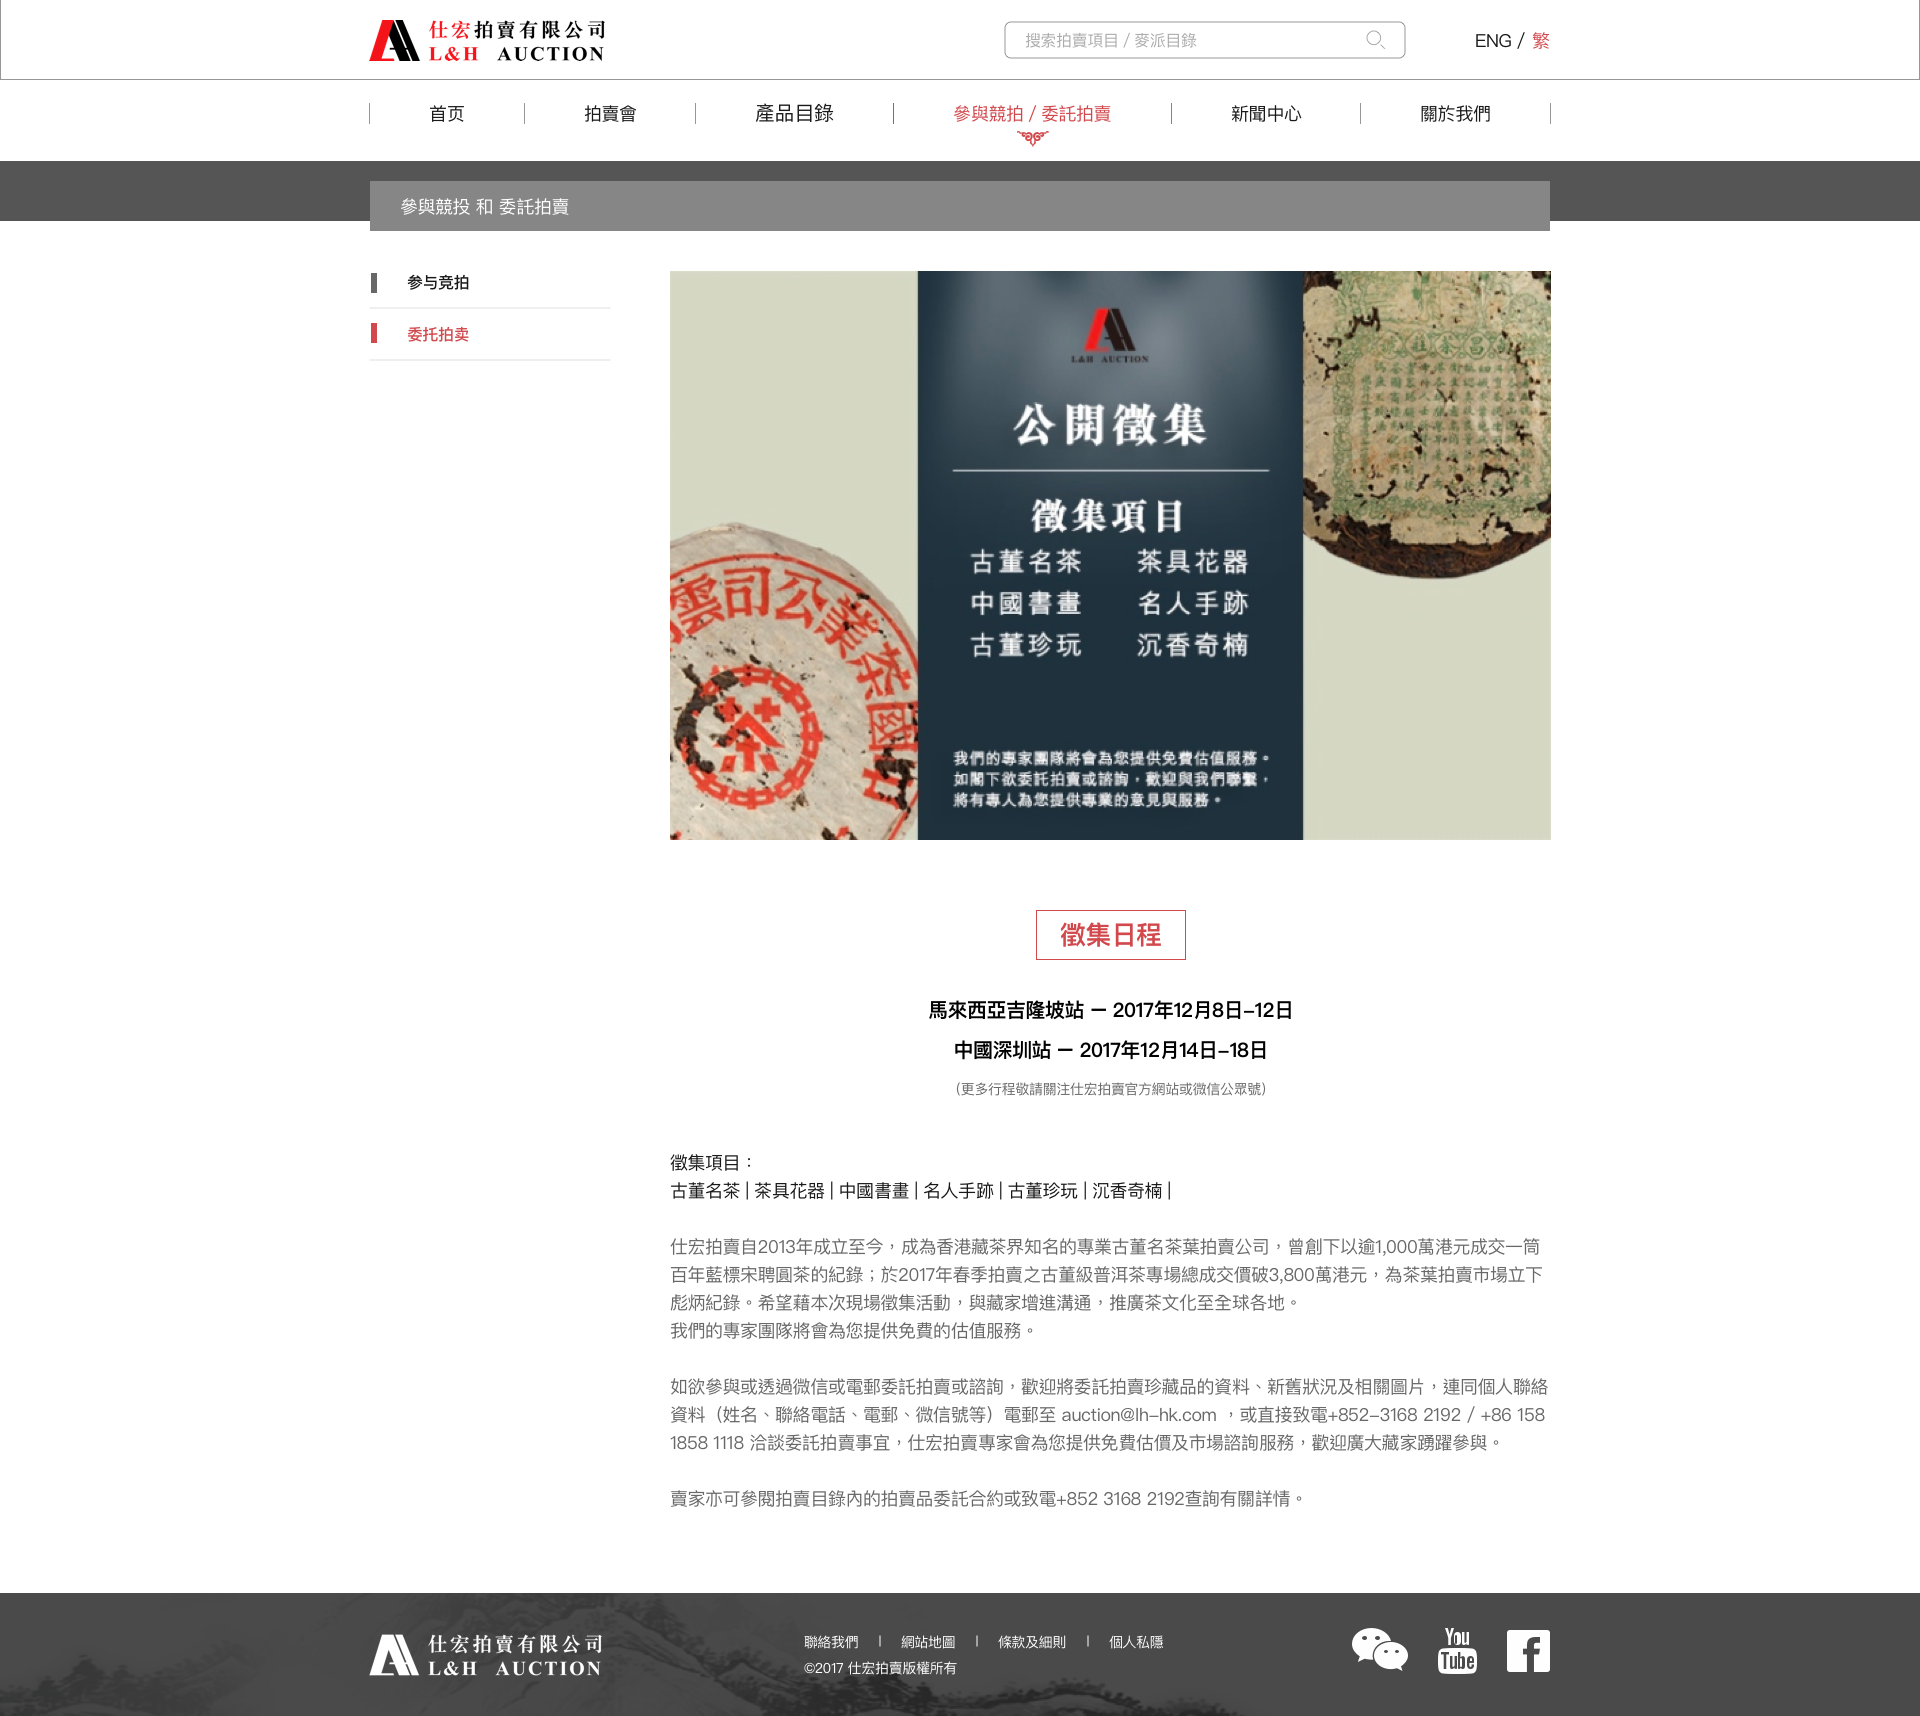 仕宏拍賣有限公司
L&H AUCTION
搜索拍賣項目 / 麥派目錄
ENG / 繁
首页
拍賣會
產品目錄
參與競拍 / 委託拍賣
新聞中心
關於我們
參與競投 和 委託拍賣
参与竞拍
委托拍卖
L&H AUCTION
公開徵集
徵集項目
古董名茶 茶具花器
中國書畫 名人手跡
古董珍玩 沉香奇楠
我們的專家團隊將會為您提供免費估值服務。
如閣下欲委託拍賣或諮詢，歡迎與我們聯繫，
將有專人為您提供專業的意見與服務。
雲司公業茶國
茶
徵集日程
馬來西亞吉隆坡站 — 2017年12月8日-12日
中國深圳站 — 2017年12月14日-18日
（更多行程敬請關注仕宏拍賣官方網站或微信公眾號）
徵集項目：
古董名茶 | 茶具花器 | 中國書畫 | 名人手跡 | 古董珍玩 | 沉香奇楠 |
仕宏拍賣自2013年成立至今，成為香港藏茶界知名的專業古董名茶葉拍賣公司，曾創下以逾1,000萬港元成交一筒
百年藍標宋聘圓茶的紀錄；於2017年春季拍賣之古董級普洱茶專場總成交價破3,800萬港元，為茶葉拍賣市場立下
彪炳紀錄。希望藉本次現場徵集活動，與藏家增進溝通，推廣茶文化至全球各地。
我們的專家團隊將會為您提供免費的估值服務。
如欲參與或透過微信或電郵委託拍賣或諮詢，歡迎將委託拍賣珍藏品的資料、新舊狀況及相關圖片，連同個人聯絡
資料（姓名、聯絡電話、電郵、微信號等）電郵至 auction@lh-hk.com ，或直接致電+852-3168 2192 / +86 158
1858 1118 洽談委託拍賣事宜，仕宏拍賣專家會為您提供免費估價及市場諮詢服務，歡迎廣大藏家踴躍參與。
賣家亦可參閱拍賣目錄內的拍賣品委託合約或致電+852 3168 2192查詢有關詳情。
仕宏拍賣有限公司
L&H AUCTION
聯絡我們 | 網站地圖 | 條款及細則 | 個人私隱
©2017 仕宏拍賣版權所有
You
Tube